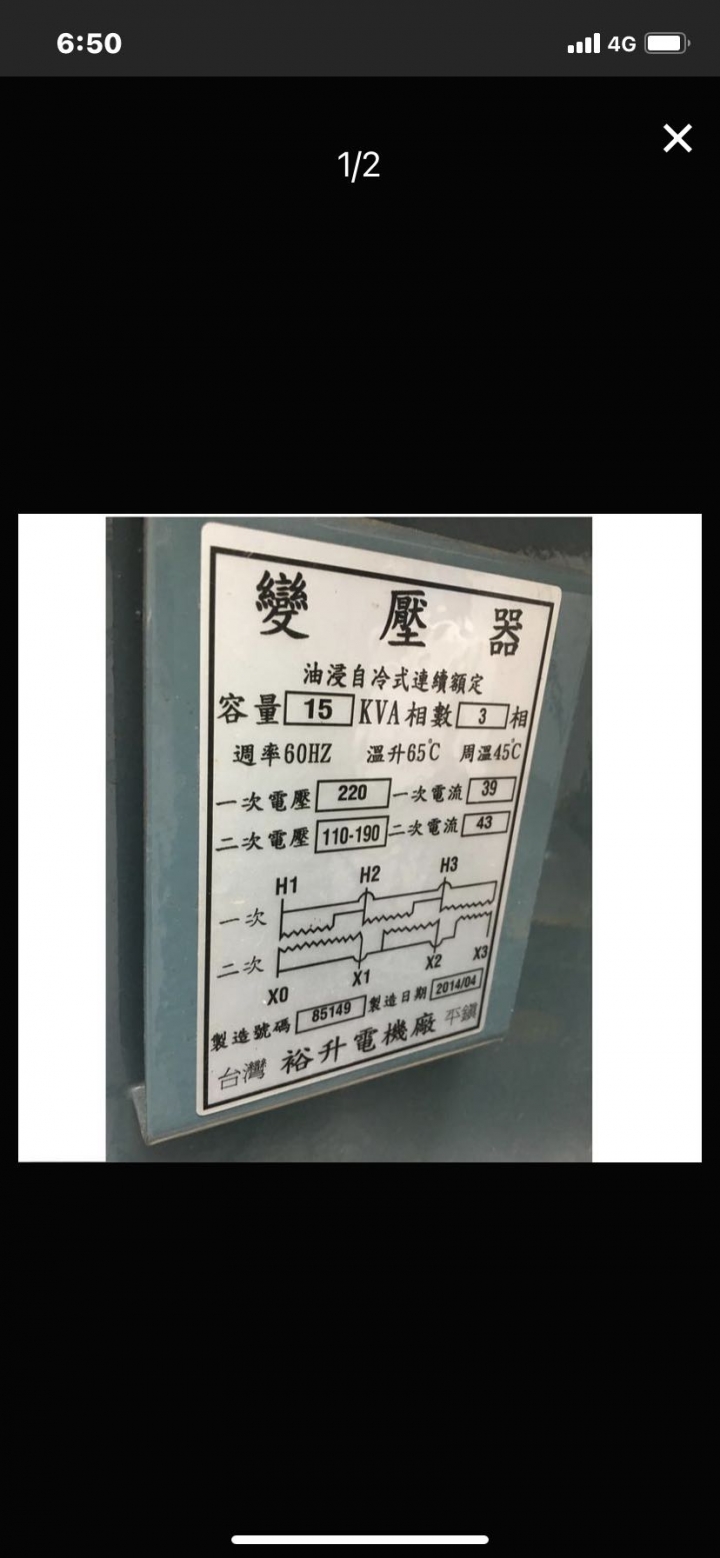 6:50
4G
1/2
變壓器
油浸自冷式連續額定
容量 15 KVA 相數 3 相
週率60HZ 溫升65℃ 周溫45℃
一次電壓 220 一次電流 39
二次電壓 110-190 二次電流 43
H1 H2 H3
一次
二次
X0 X1 X2 X3
製造號碼 85149 製造日期 2014/04
台灣 裕升電機廠 平鎮